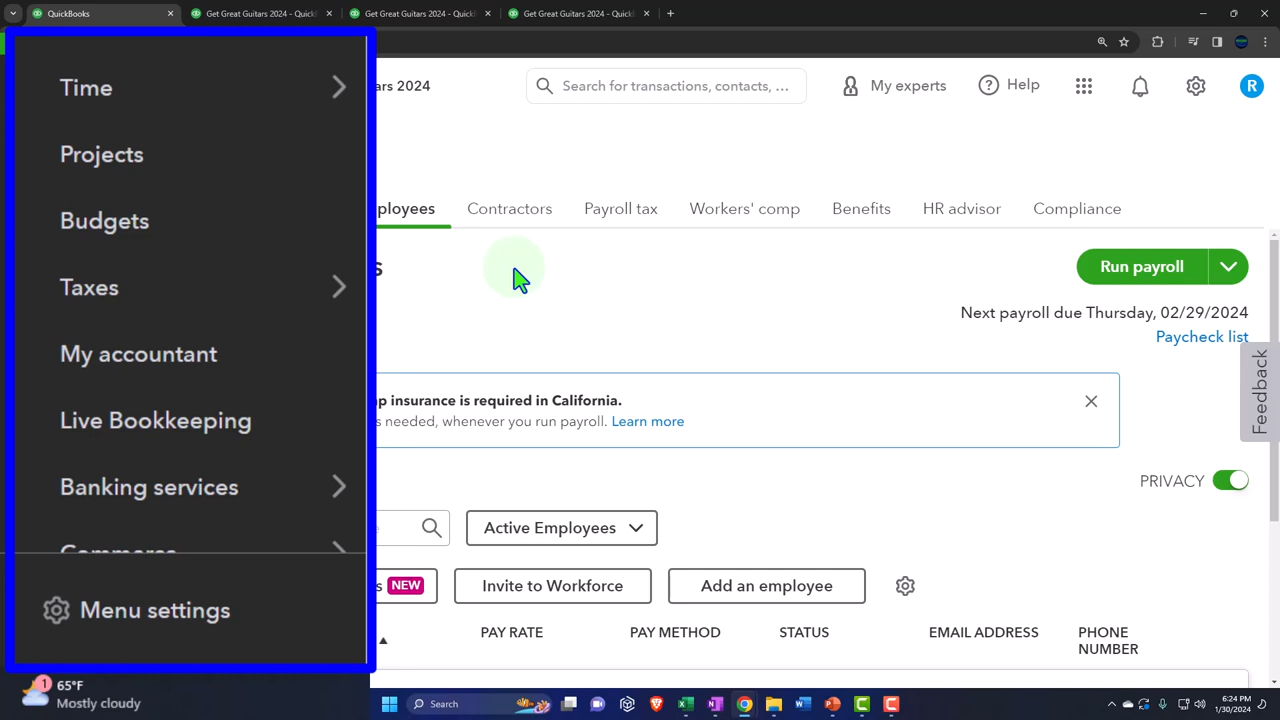 QuickBooks
Get Great Guitars 2024 - Quick
Get Great Guitars 2024 - Quick
Get Great Guitars 2024 - Quick
ars 2024
Search for transactions, contacts, ...
My experts
Help
R
Time
Projects
Budgets
Taxes
My accountant
Live Bookkeeping
Banking services
Commerce
Menu settings
ployees
Contractors
Payroll tax
Workers' comp
Benefits
HR advisor
Compliance
s
Run payroll
Next payroll due Thursday, 02/29/2024
Paycheck list
Feedback
p insurance is required in California.
s needed, whenever you run payroll. Learn more
PRIVACY
e
Active Employees
s NEW
Invite to Workforce
Add an employee
PAY RATE
PAY METHOD
STATUS
EMAIL ADDRESS
PHONE
NUMBER
1
65°F
Mostly cloudy
Search
6:24 PM
1/30/2024